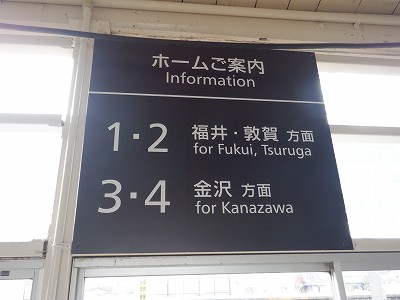 ホームご案内
Information
1・2 福井・敦賀 方面
for Fukui, Tsuruga
3・4 金沢 方面
for Kanazawa